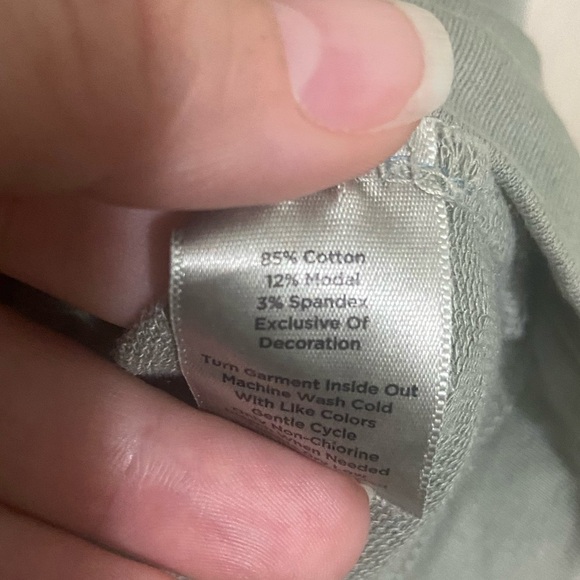 85% Cotton
12% Modal
3% Spandex
Exclusive Of
Decoration
Turn Garment Inside Out
Machine Wash Cold
With Like Colors
Gentle Cycle
Non-Chlorine
When Needed